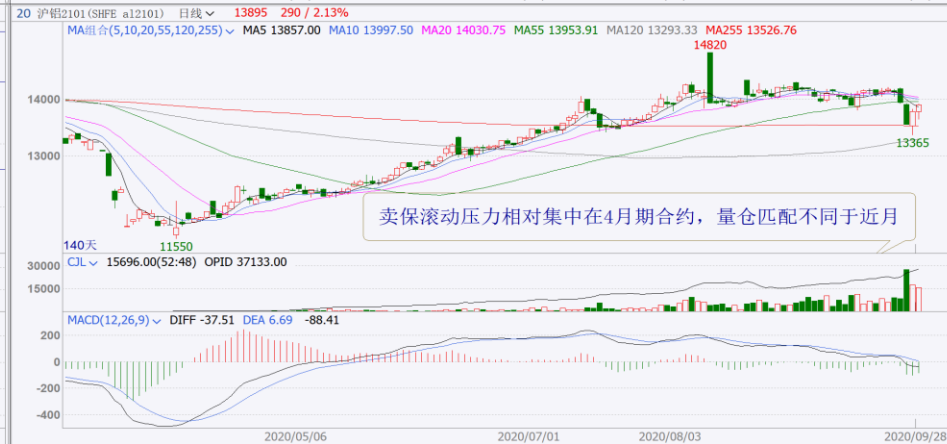 20 沪铝2101(SHFE al2101) 日线 13895 290 / 2.13%
MA组合(5,10,20,55,120,255) MA5 13857.00 MA10 13997.50 MA20 14030.75 MA55 13953.91 MA120 13293.33 MA255 13526.76
14820
14000
13365
13000
卖保滚动压力相对集中在4月期合约，量仓匹配不同于近月
140天
11550
CJL 15696.00(52:48) OPID 37133.00
30000
15000
MACD(12,26,9) DIFF -37.51 DEA 6.69 -88.41
200
0
-200
-400
2020/05/06 2020/07/01 2020/08/03 2020/09/28